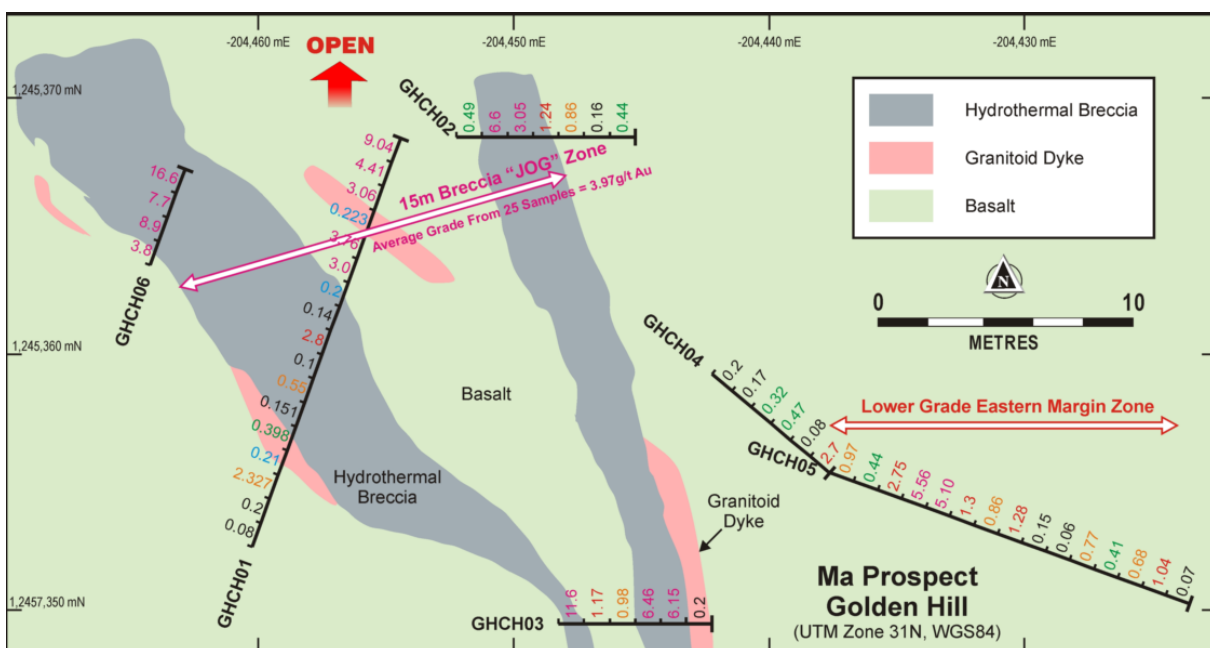 -204,460 mE
-204,450 mE
-204,440 mE
-204,430 mE
OPEN
1,245,370 mN
1,245,360 mN
1,2457,350 mN
Hydrothermal Breccia
Granitoid Dyke
Basalt
N
0
10
METRES
GHCH02
0.49
6.6
3.05
1.24
0.86
0.16
0.44
15m Breccia “JOG” Zone
Average Grade From 25 Samples = 3.97g/t Au
GHCH06
16.6
7.7
8.9
3.8
9.04
4.41
3.06
0.223
3.76
3.0
0.2
0.14
2.8
0.1
0.55
0.151
0.398
0.21
2.327
0.2
0.08
GHCH01
Basalt
Hydrothermal
Breccia
Granitoid
Dyke
GHCH04
0.2
0.17
0.32
0.47
0.08
Lower Grade Eastern Margin Zone
GHCH05
2.7
0.97
0.44
2.75
5.56
5.10
1.3
0.86
1.28
0.15
0.06
0.77
0.41
0.68
1.04
0.07
GHCH03
11.6
1.17
0.98
6.46
6.15
0.2
Ma Prospect
Golden Hill
(UTM Zone 31N, WGS84)